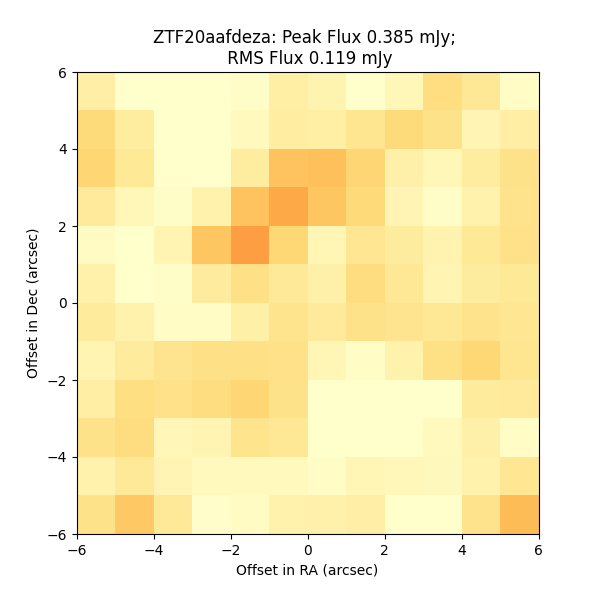 ZTF20aafdeza: Peak Flux 0.385 mJy;
RMS Flux 0.119 mJy
6
4
2
0
−2
−4
−6
Offset in Dec (arcsec)
−6 −4 −2 0 2 4 6
Offset in RA (arcsec)